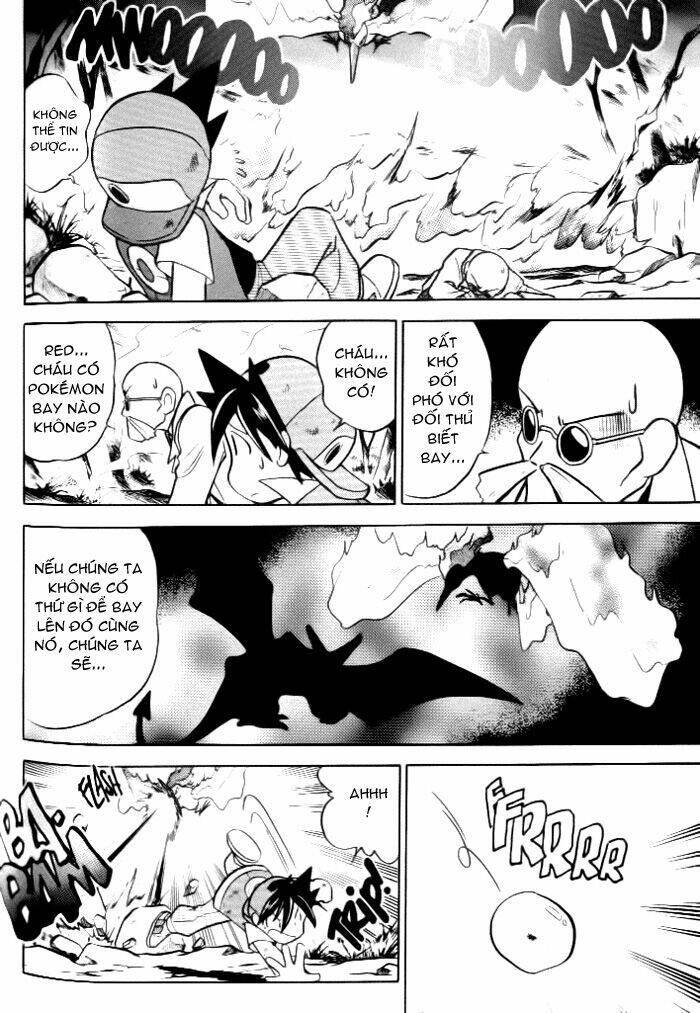 MWOOOOOO
OOOOOO
KHÔNG
THỂ TIN
ĐƯỢC...
RED...
CHÁU CÓ
POKÉMON
BAY NÀO
KHÔNG?
CHÁU...
KHÔNG
CÓ!
RẤT
KHÓ
ĐỐI
PHÓ VỚI
ĐỐI THỦ
BIẾT
BAY...
NẾU CHÚNG TA
KHÔNG CÓ
THỨ GÌ ĐỂ BAY
LÊN ĐÓ CÙNG
NÓ, CHÚNG TA
SẼ...
BA-
BAM
FLASH
AHHH
!
TRIP!
FFRRRR